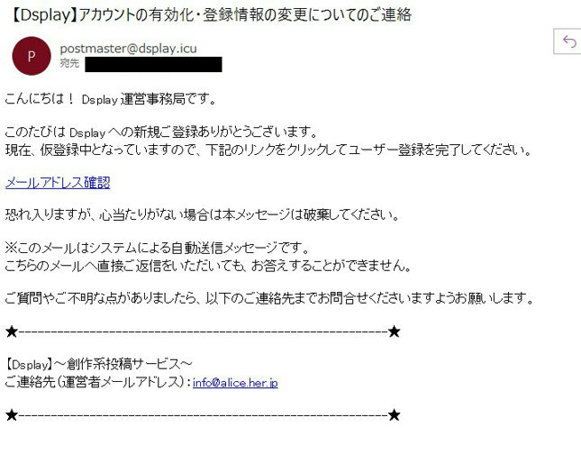 【Dsplay】アカウントの有効化・登録情報の変更についてのご連絡
P
postmaster@dsplay.icu
宛先
こんにちは！ Dsplay 運営事務局です。
このたびは Dsplay への新規ご登録ありがとうございます。
現在、仮登録中となっていますので、下記のリンクをクリックしてユーザー登録を完了してください。
メールアドレス確認
恐れ入りますが、心当たりがない場合は本メッセージは破棄してください。
※このメールはシステムによる自動送信メッセージです。
こちらのメールへ直接ご返信をいただいても、お答えすることができません。
ご質問やご不明な点がありましたら、以下のご連絡先までお問合せくださいますようお願いします。
★---------------------------------------------------------★
【Dsplay】～創作系投稿サービス～
ご連絡先（運営者メールアドレス）：info@alice.her.jp
★---------------------------------------------------------★